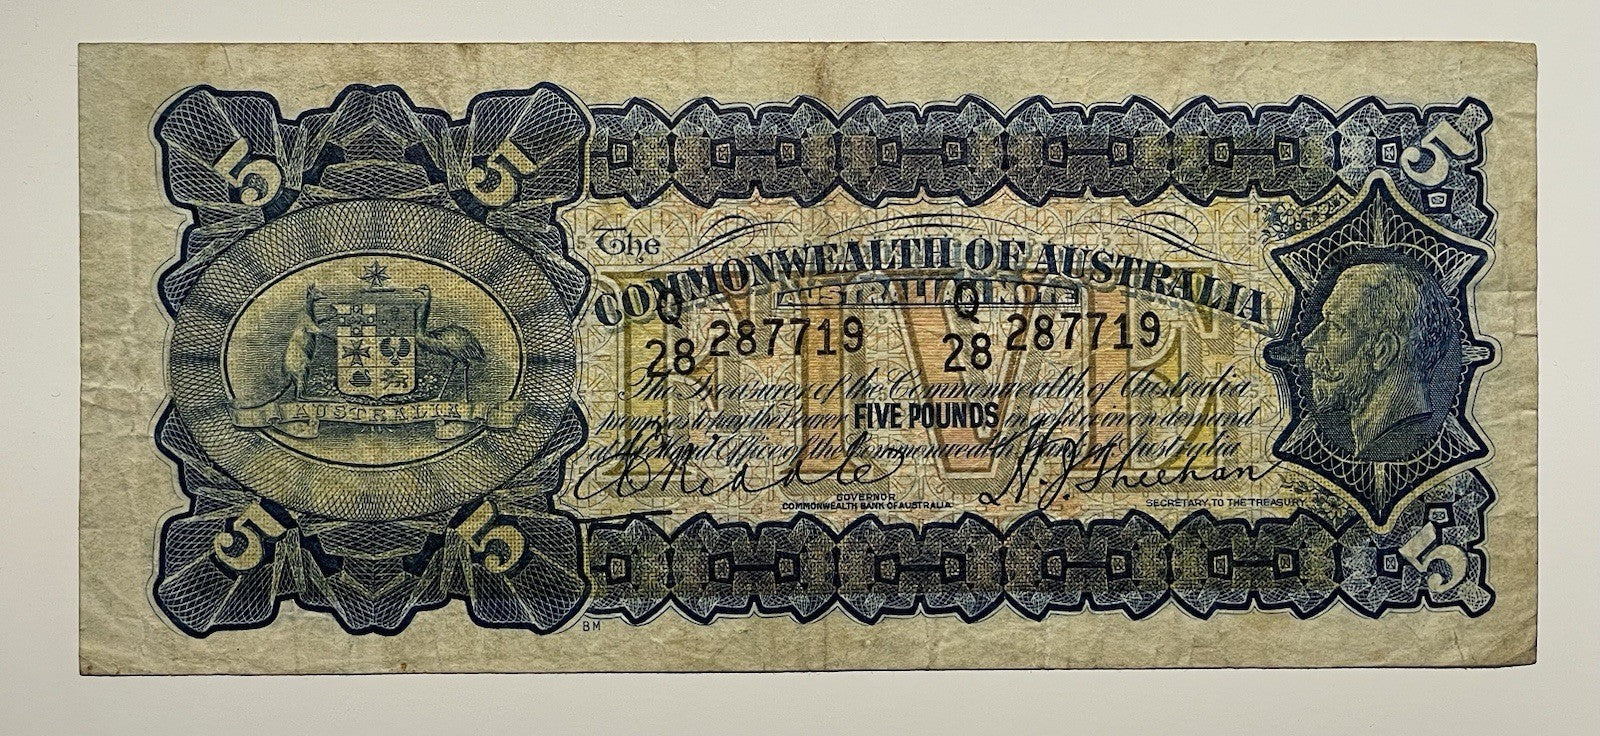 5 5 5
The
COMMONWEALTH OF AUSTRALIA
AUSTRALIAN NOTE
FIVE
Q Q
28 287719 28 287719
The Treasurer of the Commonwealth of Australia
promises to pay the Bearer FIVE POUNDS in gold coin on demand
at the Head Office of the Commonwealth Bank of Australia
AUSTRALIA
E C Riddle H. J. Sheehan
GOVERNOR
COMMONWEALTH BANK OF AUSTRALIA
SECRETARY TO THE TREASURY
5 5 5
BM